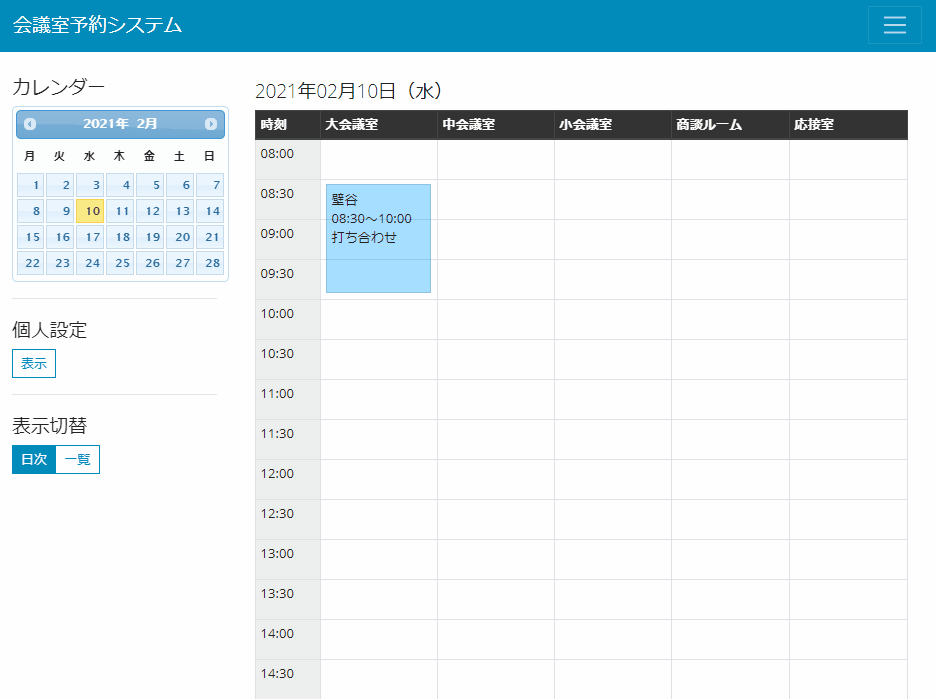 会議室予約システム
カレンダー
2021年 2月
月 火 水 木 金 土 日
1 2 3 4 5 6 7
8 9 10 11 12 13 14
15 16 17 18 19 20 21
22 23 24 25 26 27 28
個人設定
表示
表示切替
日次 一覧
2021年02月10日（水）
時刻 大会議室 中会議室 小会議室 商談ルーム 応接室
08:00
08:30
09:00
09:30
10:00
10:30
11:00
11:30
12:00
12:30
13:00
13:30
14:00
14:30
壁谷
08:30～10:00
打ち合わせ